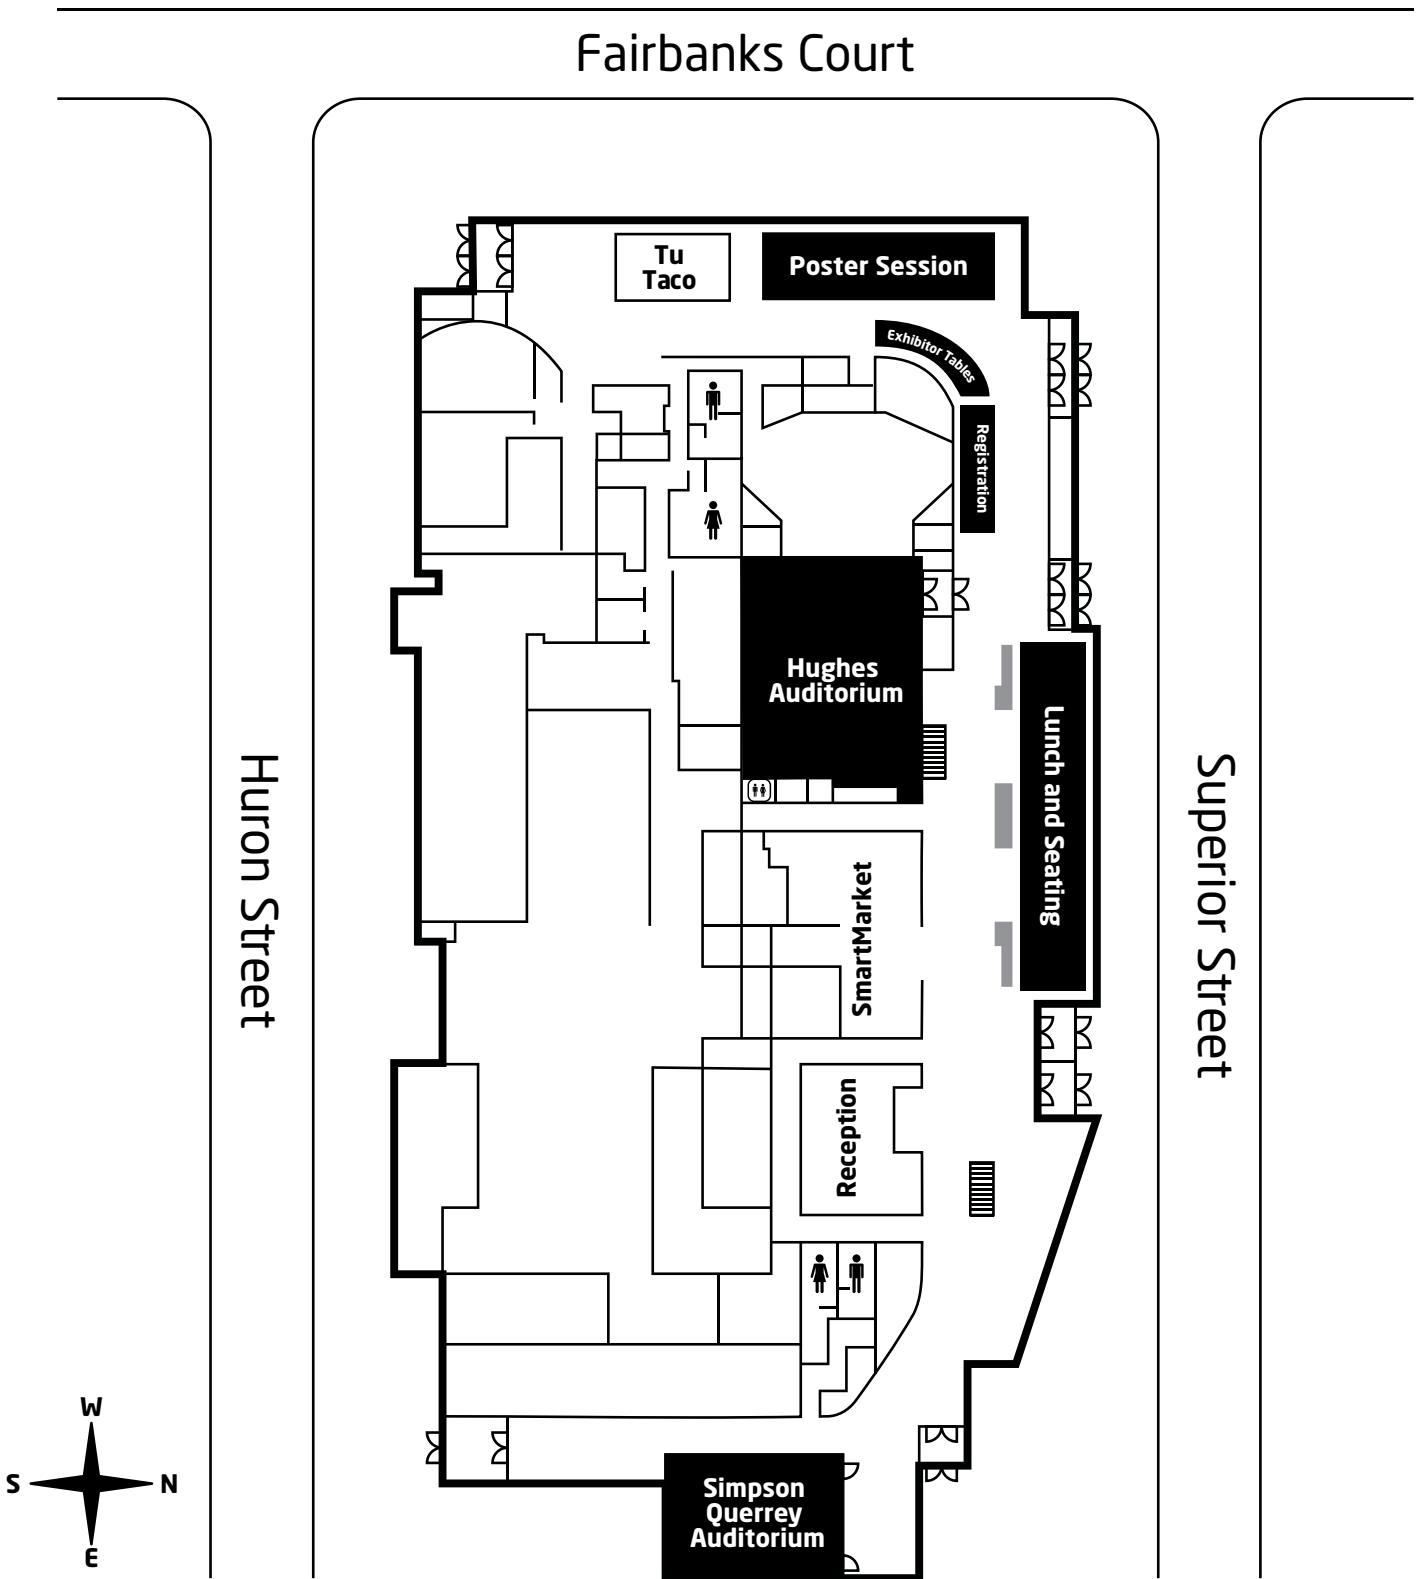 Fairbanks Court
Tu
Taco
Poster Session
Exhibitor Tables
Registration
Hughes
Auditorium
Lunch and Seating
Huron Street
Superior Street
SmartMarket
Reception
W
S
N
E
Simpson
Querrey
Auditorium